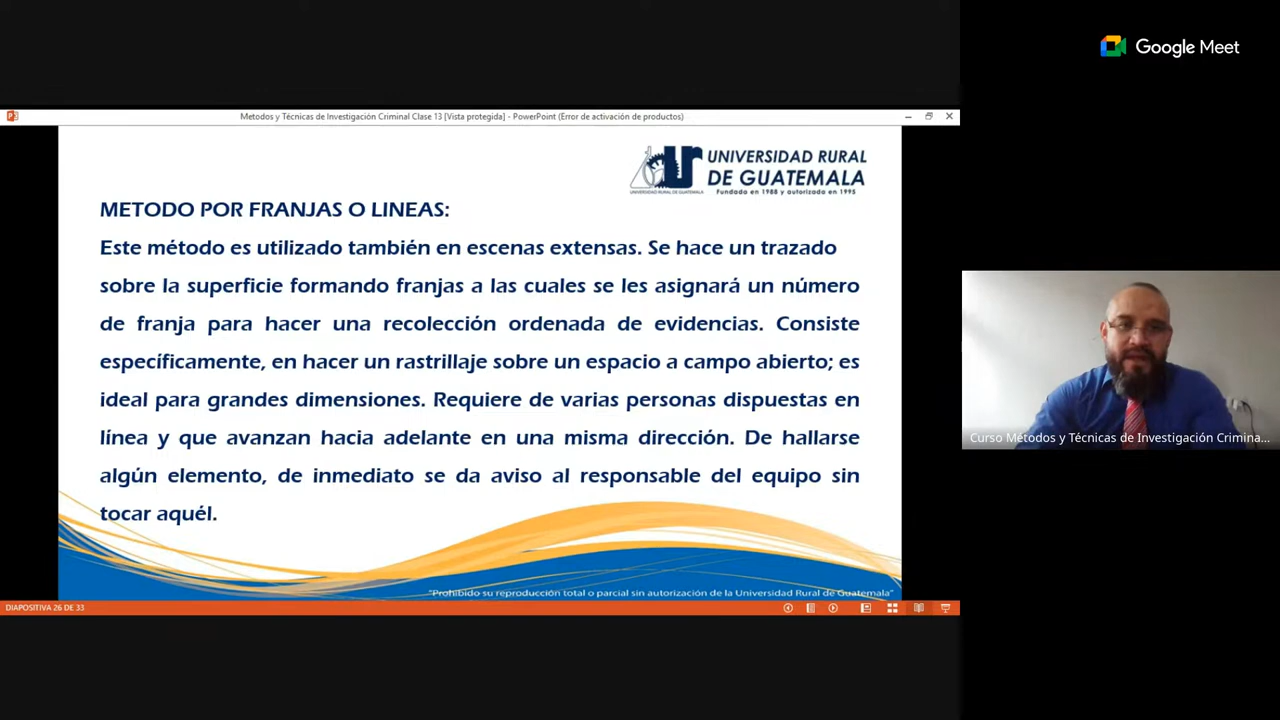 Google Meet
Metodos y Técnicas de Investigación Criminal Clase 13 [Vista protegida] - PowerPoint (Error de activación de productos)
UNIVERSIDAD RURAL
DE GUATEMALA
Fundada en 1988 y autorizada en 1995
UNIVERSIDAD RURAL DE GUATEMALA
METODO POR FRANJAS O LINEAS:
Este método es utilizado también en escenas extensas. Se hace un trazado
sobre la superficie formando franjas a las cuales se les asignará un número
de franja para hacer una recolección ordenada de evidencias. Consiste
específicamente, en hacer un rastrillaje sobre un espacio a campo abierto; es
ideal para grandes dimensiones. Requiere de varias personas dispuestas en
línea y que avanzan hacia adelante en una misma dirección. De hallarse
algún elemento, de inmediato se da aviso al responsable del equipo sin
tocar aquél.
Curso Métodos y Técnicas de Investigación Crimina...
"Prohibido su reproducción total o parcial sin autorización de la Universidad Rural de Guatemala"
DIAPOSITIVA 26 DE 33